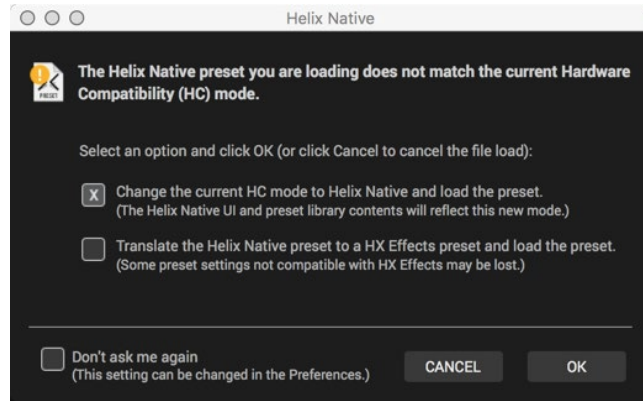 Helix Native
The Helix Native preset you are loading does not match the current Hardware
Compatibility (HC) mode.
PRESET
Select an option and click OK (or click Cancel to cancel the file load):
X Change the current HC mode to Helix Native and load the preset.
(The Helix Native UI and preset library contents will reflect this new mode.)
Translate the Helix Native preset to a HX Effects preset and load the preset.
(Some preset settings not compatible with HX Effects may be lost.)
Don't ask me again
(This setting can be changed in the Preferences.)
CANCEL
OK